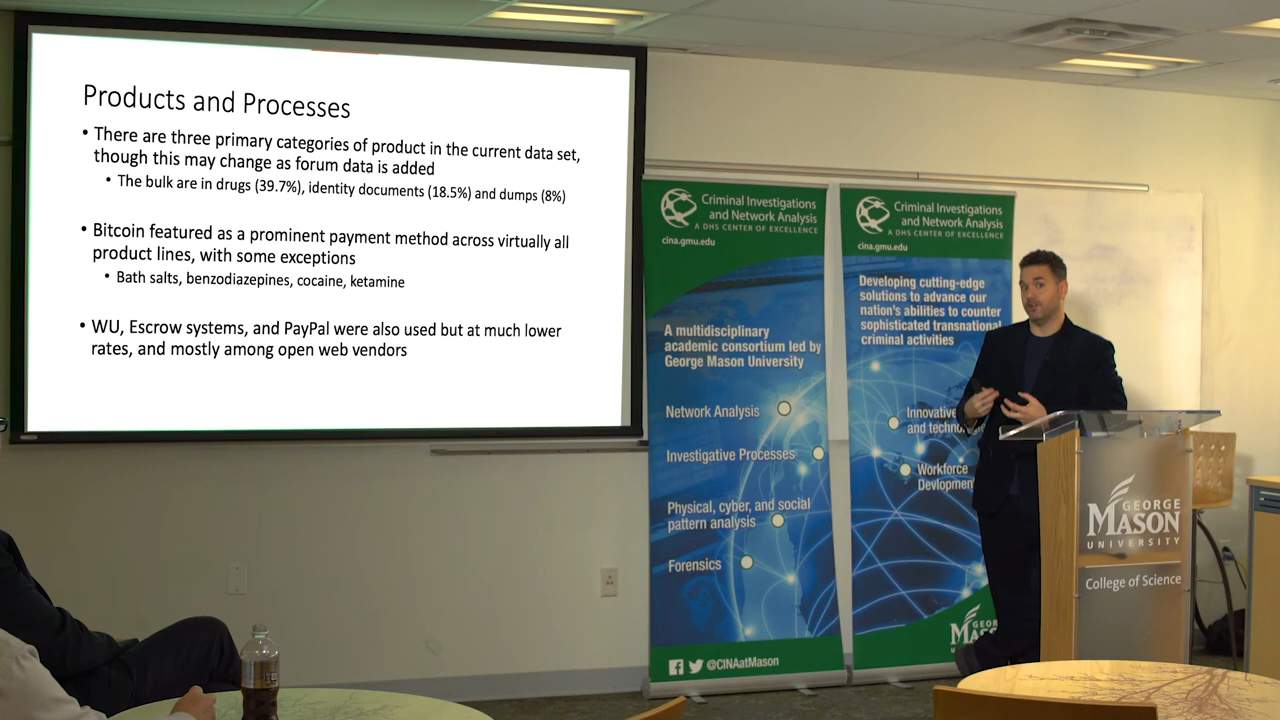 Products and Processes
• There are three primary categories of product in the current data set,
though this may change as forum data is added
• The bulk are in drugs (39.7%), identity documents (18.5%) and dumps (8%)
• Bitcoin featured as a prominent payment method across virtually all
product lines, with some exceptions
• Bath salts, benzodiazepines, cocaine, ketamine
• WU, Escrow systems, and PayPal were also used but at much lower
rates, and mostly among open web vendors
Criminal Investigations
and Network Analysis
A DHS CENTER OF EXCELLENCE
cina.gmu.edu
A multidisciplinary
academic consortium led by
George Mason University
Network Analysis
Investigative Processes
Physical, cyber, and social
pattern analysis
Forensics
@CINAatMason
Criminal Investigations
and Network Analysis
A DHS CENTER OF EXCELLENCE
cina.gmu.edu
Developing cutting-edge
solutions to advance our
nation's abilities to counter
sophisticated transnational
criminal activities
Innovative
and techno
Workforce
Devlopmen
GEOR
MAS
GEORGE
MASON
UNIVERSITY
College of Science